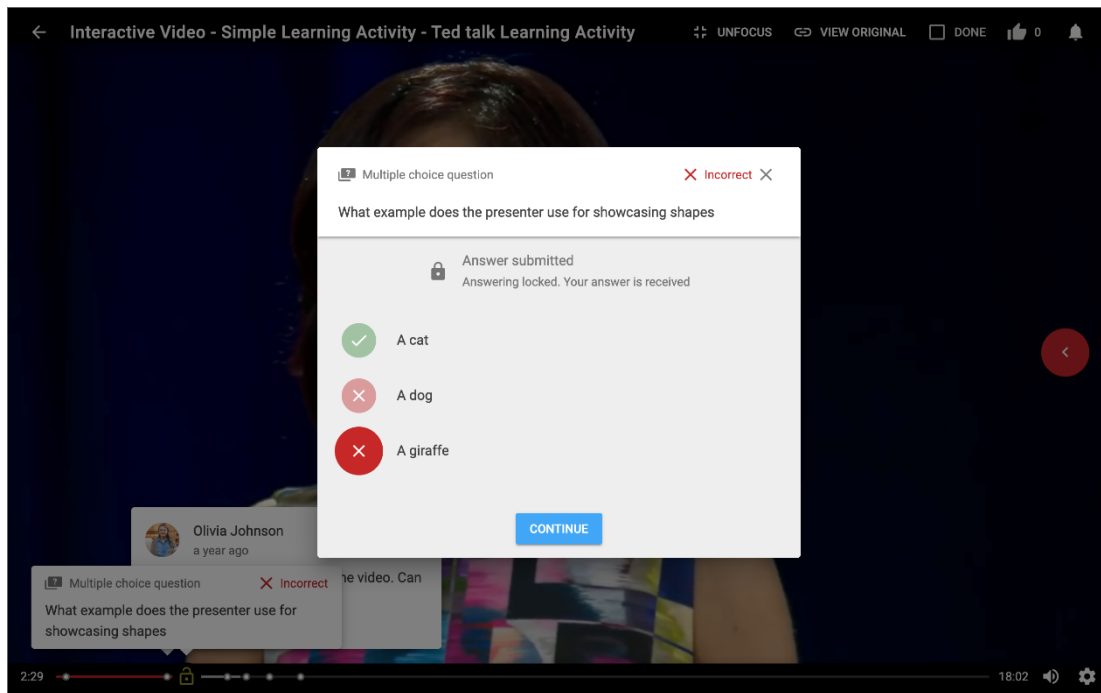 Interactive Video - Simple Learning Activity - Ted talk Learning Activity
UNFOCUS
VIEW ORIGINAL
DONE
0
Multiple choice question
Incorrect
What example does the presenter use for showcasing shapes
Answer submitted
Answering locked. Your answer is received
A cat
A dog
A giraffe
CONTINUE
Olivia Johnson
a year ago
ne video. Can
Multiple choice question
Incorrect
What example does the presenter use for
showcasing shapes
2:29
18:02